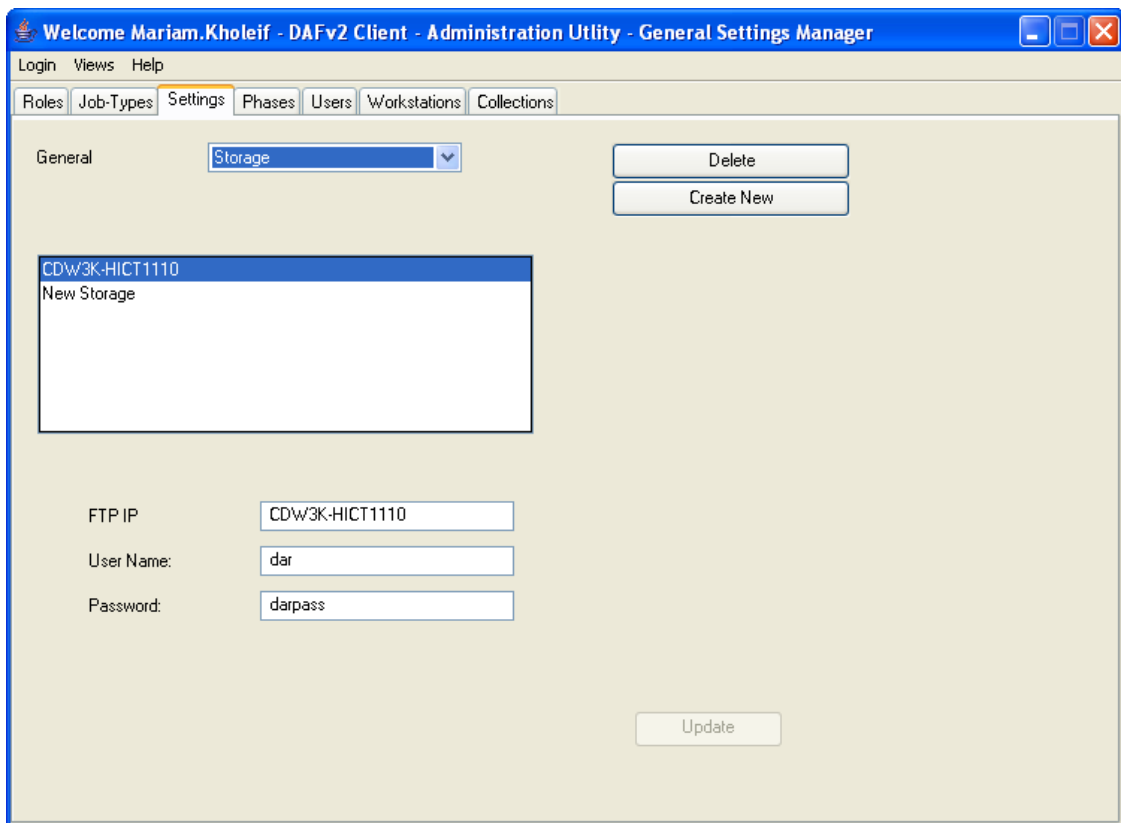 Welcome Mariam.Kholeif - DAFv2 Client - Administration Utlity - General Settings Manager
Login Views Help
Roles Job-Types Settings Phases Users Workstations Collections
General Storage Delete
Create New
CDW3K-HICT1110
New Storage
FTP IP CDW3K-HICT1110
User Name: dar
Password: darpass
Update